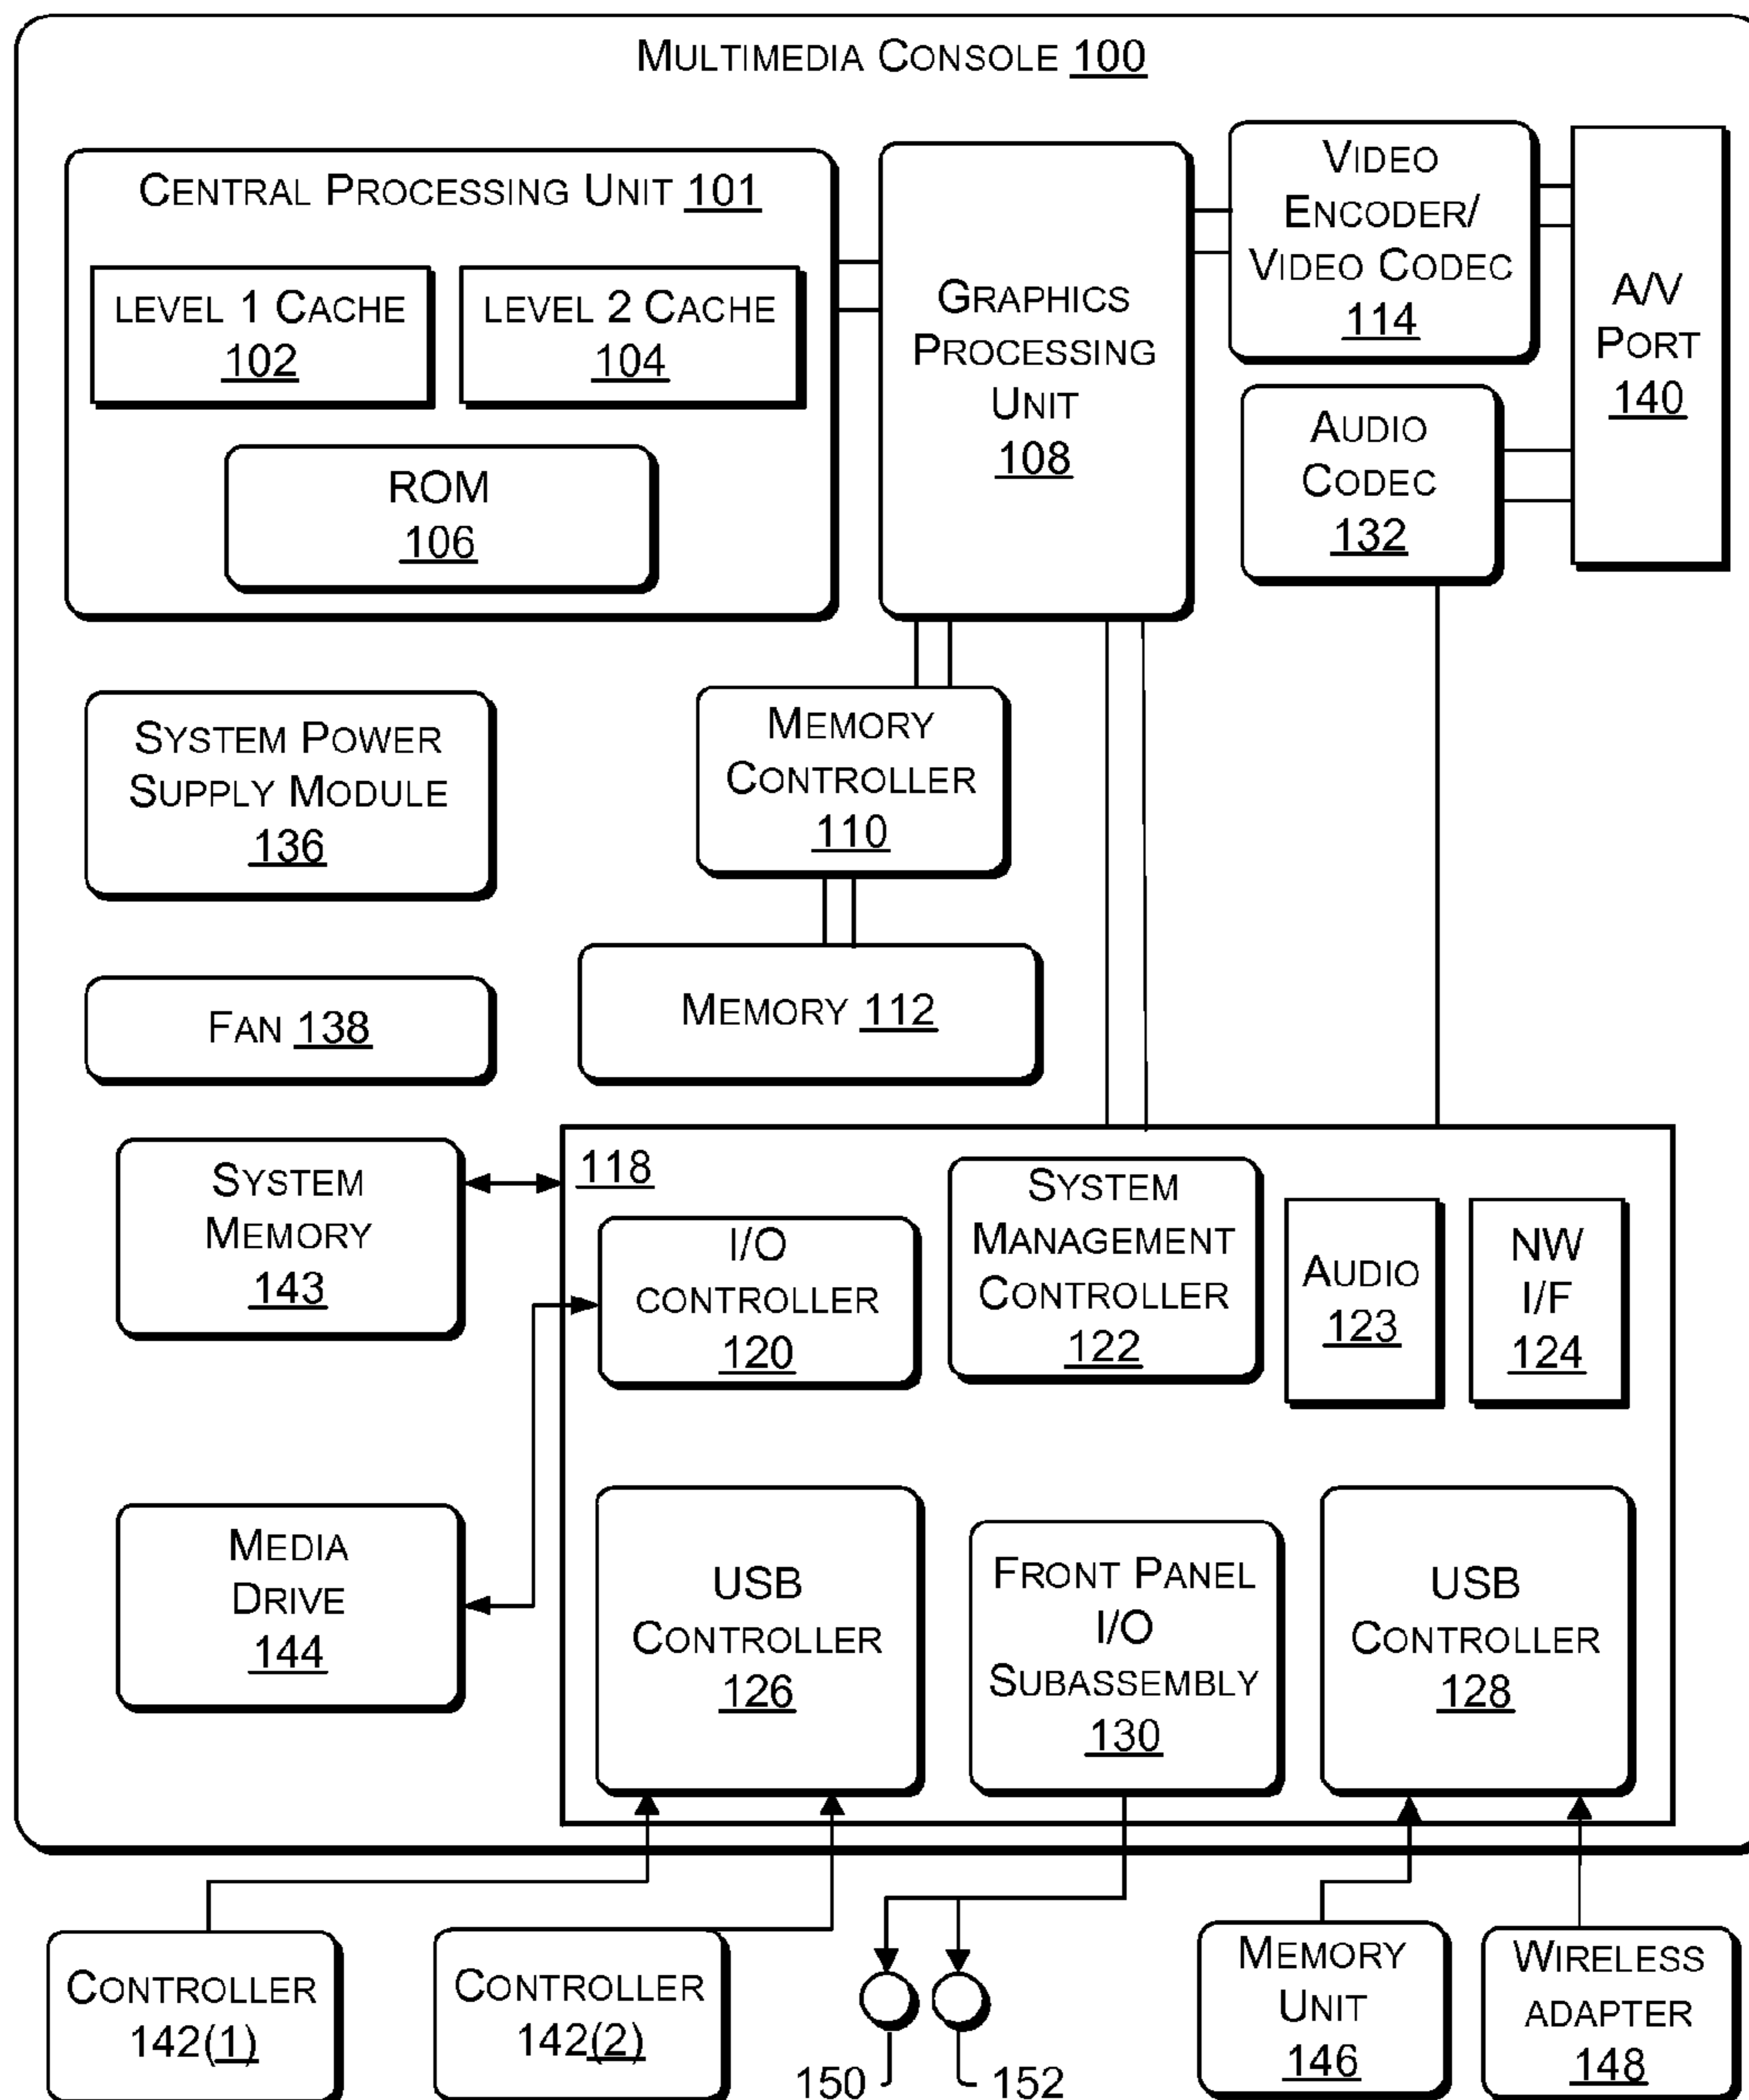 MULTIMEDIA CONSOLE 100
CENTRAL PROCESSING UNIT 101
LEVEL 1 CACHE
102
LEVEL 2 CACHE
104
ROM
106
GRAPHICS
PROCESSING
UNIT
108
VIDEO
ENCODER/
VIDEO CODEC
114
A/V
PORT
140
AUDIO
CODEC
132
SYSTEM POWER
SUPPLY MODULE
136
MEMORY
CONTROLLER
110
FAN 138
MEMORY 112
SYSTEM
MEMORY
143
118
I/O
CONTROLLER
120
SYSTEM
MANAGEMENT
CONTROLLER
122
AUDIO
123
NW
I/F
124
MEDIA
DRIVE
144
USB
CONTROLLER
126
FRONT PANEL
I/O
SUBASSEMBLY
130
USB
CONTROLLER
128
CONTROLLER
142(1)
CONTROLLER
142(2)
150
152
MEMORY
UNIT
146
WIRELESS
ADAPTER
148